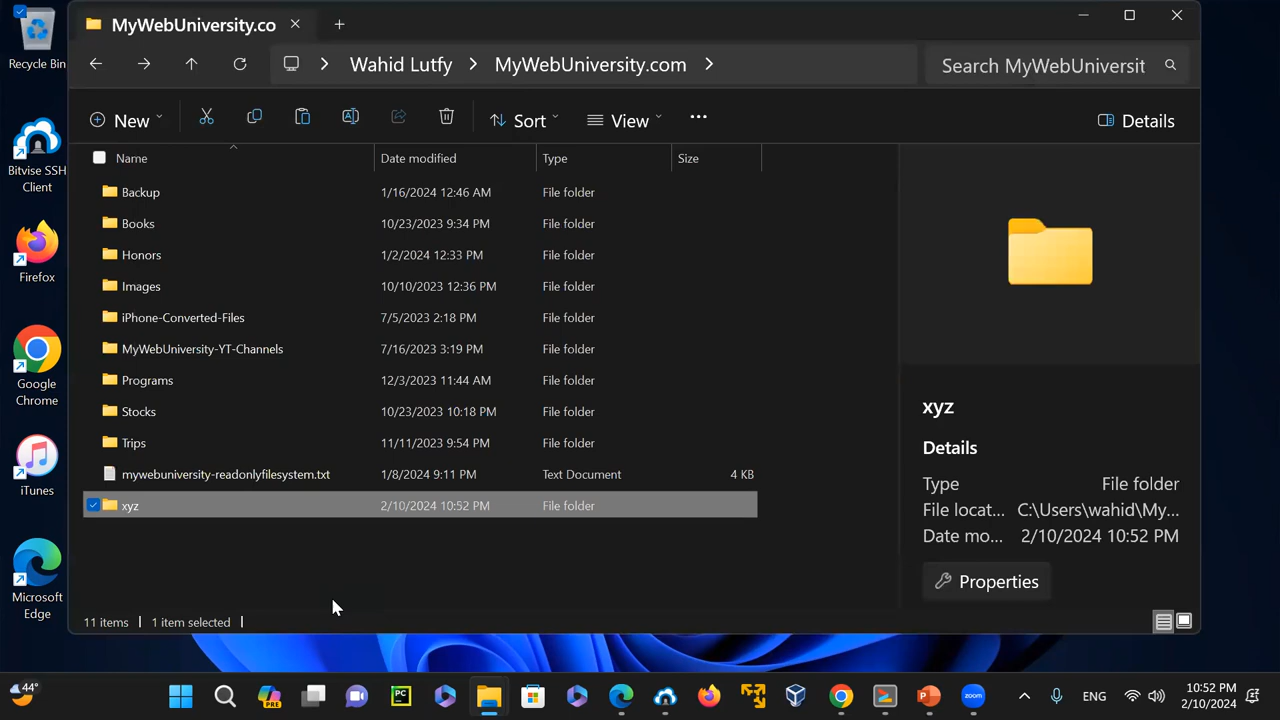 Recycle Bin
Bitvise SSH
Client
Firefox
Google
Chrome
iTunes
Microsoft
Edge
MyWebUniversity.co
Wahid Lutfy
MyWebUniversity.com
Search MyWebUniversit
New
Sort
View
Details
Name Date modified Type Size
Backup 1/16/2024 12:46 AM File folder
Books 10/23/2023 9:34 PM File folder
Honors 1/2/2024 12:33 PM File folder
Images 10/10/2023 12:36 PM File folder
iPhone-Converted-Files 7/5/2023 2:18 PM File folder
MyWebUniversity-YT-Channels 7/16/2023 3:19 PM File folder
Programs 12/3/2023 11:44 AM File folder
Stocks 10/23/2023 10:18 PM File folder
Trips 11/11/2023 9:54 PM File folder
mywebuniversity-readonlyfilesystem.txt 1/8/2024 9:11 PM Text Document 4 KB
xyz 2/10/2024 10:52 PM File folder
xyz
Details
Type File folder
File locat... C:\Users\wahid\My...
Date mo... 2/10/2024 10:52 PM
Properties
11 items 1 item selected
44°
PRE
PC
zoom
ENG
10:52 PM
2/10/2024